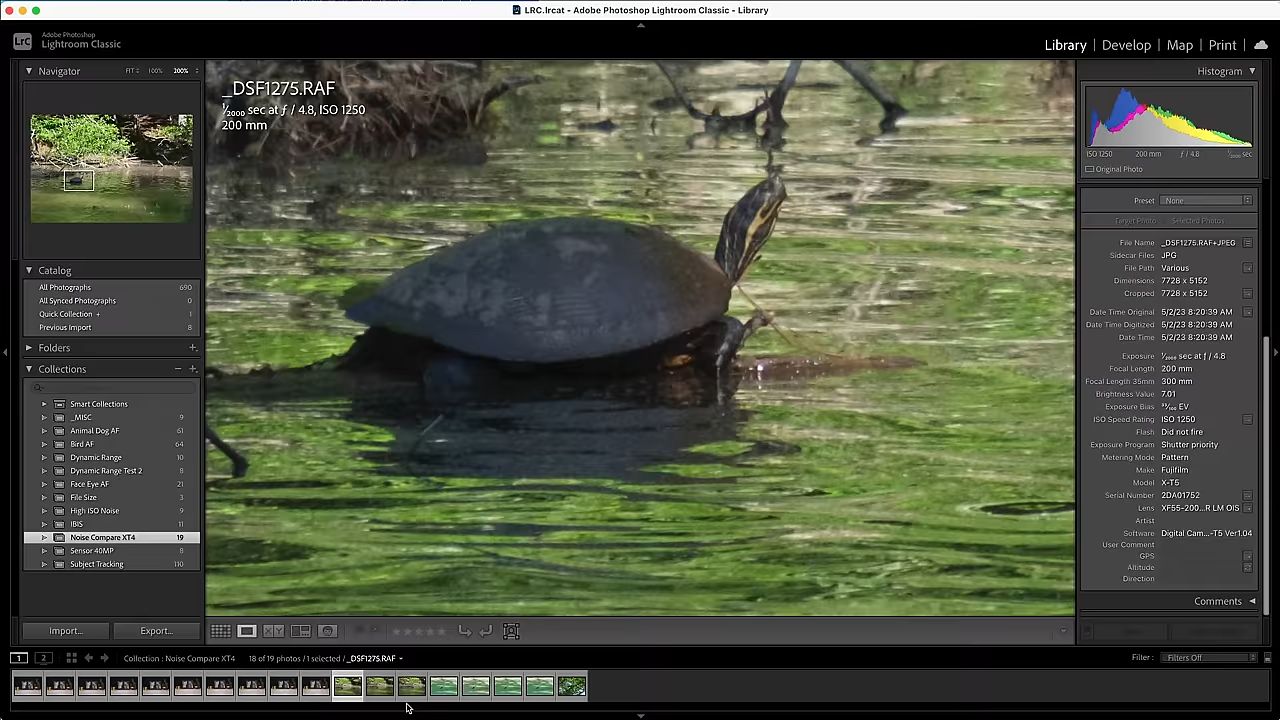 LRC.lrcat - Adobe Photoshop Lightroom Classic - Library
LrC
Adobe Photoshop
Lightroom Classic
Library | Develop | Map | Print
Navigator
FIT
100%
200%
Catalog
All Photographs 690
All Synced Photographs 0
Quick Collection + 1
Previous Import 8
Folders
Collections
Smart Collections
_MISC 9
Animal Dog AF 61
Bird AF 64
Dynamic Range 10
Dynamic Range Test 2 8
Face Eye AF 21
File Size 3
High ISO Noise 9
IBIS 11
Noise Compare XT4 19
Sensor 40MP 8
Subject Tracking 110
Import...
Export...
_DSF1275.RAF
1/2000 sec at ƒ / 4.8, ISO 1250
200 mm
Histogram
ISO 1250 200 mm ƒ / 4.8 1/2000 sec
Original Photo
Preset None
Target Photo Selected Photos
File Name _DSF1275.RAF+JPEG
Sidecar Files JPG
File Path Various
Dimensions 7728 x 5152
Cropped 7728 x 5152
Date Time Original 5/2/23 8:20:39 AM
Date Time Digitized 5/2/23 8:20:39 AM
Date Time 5/2/23 8:20:39 AM
Exposure 1/2000 sec at ƒ / 4.8
Focal Length 200 mm
Focal Length 35mm 300 mm
Brightness Value 7.01
Exposure Bias EV
ISO Speed Rating ISO 1250
Flash Did not fire
Exposure Program Shutter priority
Metering Mode Pattern
Make Fujifilm
Model X-T5
Serial Number 2DA01752
Lens XF55-200...R LM OIS
Artist
Software Digital Cam...-T5 Ver1.04
User Comment
GPS
Altitude
Direction
Comments
X Y
1 2
Collection : Noise Compare XT4
18 of 19 photos / 1 selected / _DSF1275.RAF
Filter : Filters Off